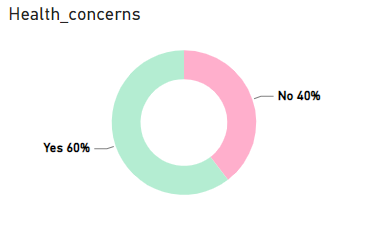 Health_concerns
No 40%
Yes 60%